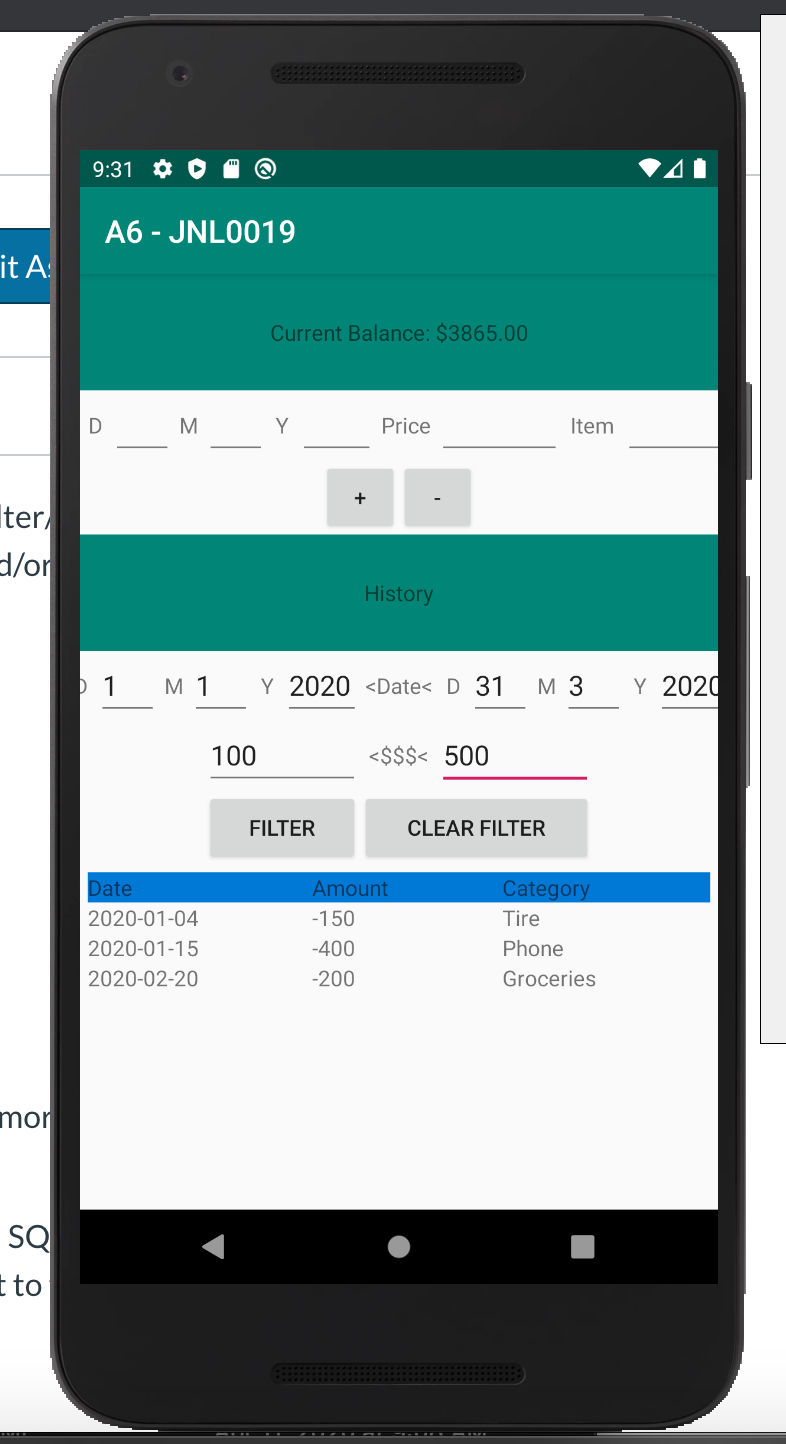 9:31
A6 - JNL0019
it As
Current Balance: $3865.00
D M Y Price Item
+ -
lter/
d/or
History
D 1 M 1 Y 2020 <Date< D 31 M 3 Y 2020
100 <$$$< 500
FILTER CLEAR FILTER
Date Amount Category
2020-01-04 -150 Tire
2020-01-15 -400 Phone
2020-02-20 -200 Groceries
mor
SQ
t to